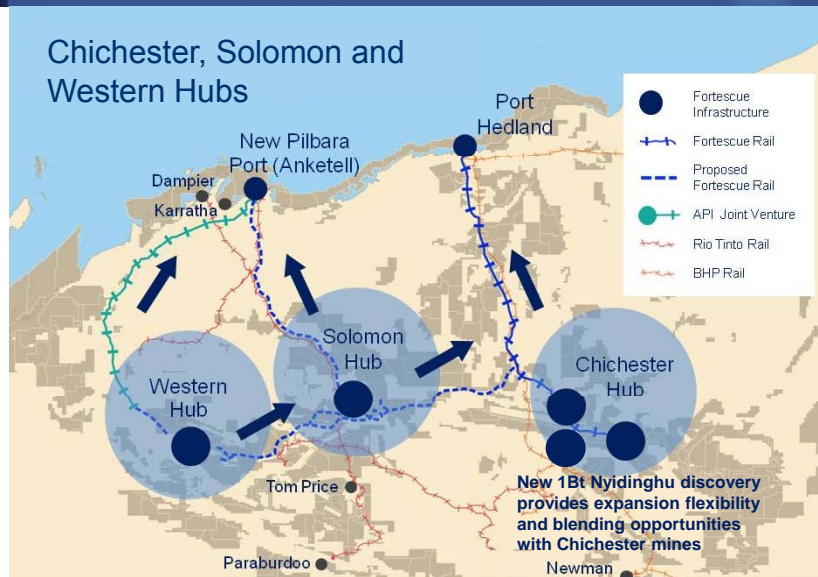 Chichester, Solomon and
Western Hubs
Port
Hedland
New Pilbara
Port (Anketell)
Dampier
Karratha
Fortescue
Infrastructure
Fortescue Rail
Proposed
Fortescue Rail
API Joint Venture
Rio Tinto Rail
BHP Rail
Solomon
Hub
Chichester
Hub
Western
Hub
Tom Price
New 1Bt Nyidinghu discovery
provides expansion flexibility
and blending opportunities
with Chichester mines
Paraburdoo
Newman